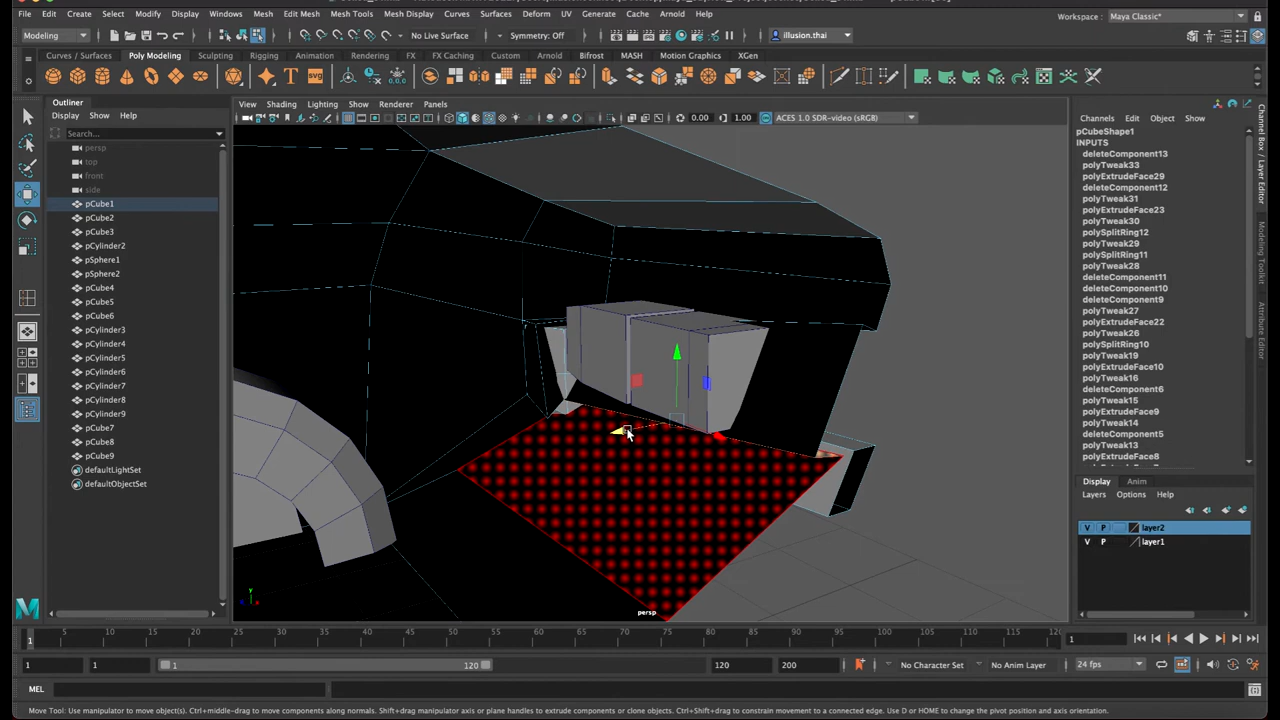 File Edit Create Select Modify Display Windows Mesh Edit Mesh Mesh Tools Mesh Display Curves Surfaces Deform UV Generate Cache Arnold Help
Workspace : Maya Classic*
Modeling
No Live Surface
Symmetry: Off
illusion.thai
Curves / Surfaces Poly Modeling Sculpting Rigging Animation Rendering FX FX Caching Custom Arnold Bifrost MASH Motion Graphics XGen
Outliner
Display Show Help
Search...
persp
top
front
side
pCube1
pCube2
pCube3
pCylinder2
pSphere1
pSphere2
pCube4
pCube5
pCube6
pCylinder3
pCylinder4
pCylinder5
pCylinder6
pCylinder7
pCylinder8
pCylinder9
pCube7
pCube8
pCube9
defaultLightSet
defaultObjectSet
View Shading Lighting Show Renderer Panels
0.00
1.00
ACES 1.0 SDR-video (sRGB)
persp
Channels Edit Object Show
pCubeShape1
INPUTS
deleteComponent13
polyTweak33
polyExtrudeFace29
deleteComponent12
polyTweak31
polyExtrudeFace23
polyTweak30
polySplitRing12
polyTweak29
polySplitRing11
polyTweak28
deleteComponent11
deleteComponent10
deleteComponent9
polyTweak27
polyExtrudeFace22
polyTweak26
polySplitRing10
polyTweak19
polyExtrudeFace10
polyTweak16
deleteComponent6
polyTweak15
polyExtrudeFace9
polyTweak14
deleteComponent5
polyTweak13
polyExtrudeFace8
Channel Box / Layer Editor
Modeling Toolkit
Attribute Editor
Display Anim
Layers Options Help
V P layer2
V P layer1
5 10 15 20 25 30 35 40 45 50 55 60 65 70 75 80 85 90 95 100 105 110 115 120
1
1
1
1
1
120
120
200
No Character Set
No Anim Layer
24 fps
MEL
Move Tool: Use manipulator to move object(s). Ctrl+middle-drag to move components along normals. Shift+drag manipulator axis or plane handles to extrude components or clone objects. Ctrl+Shift+drag to constrain movement to a connected edge. Use D or HOME to change the pivot position and axis orientation.